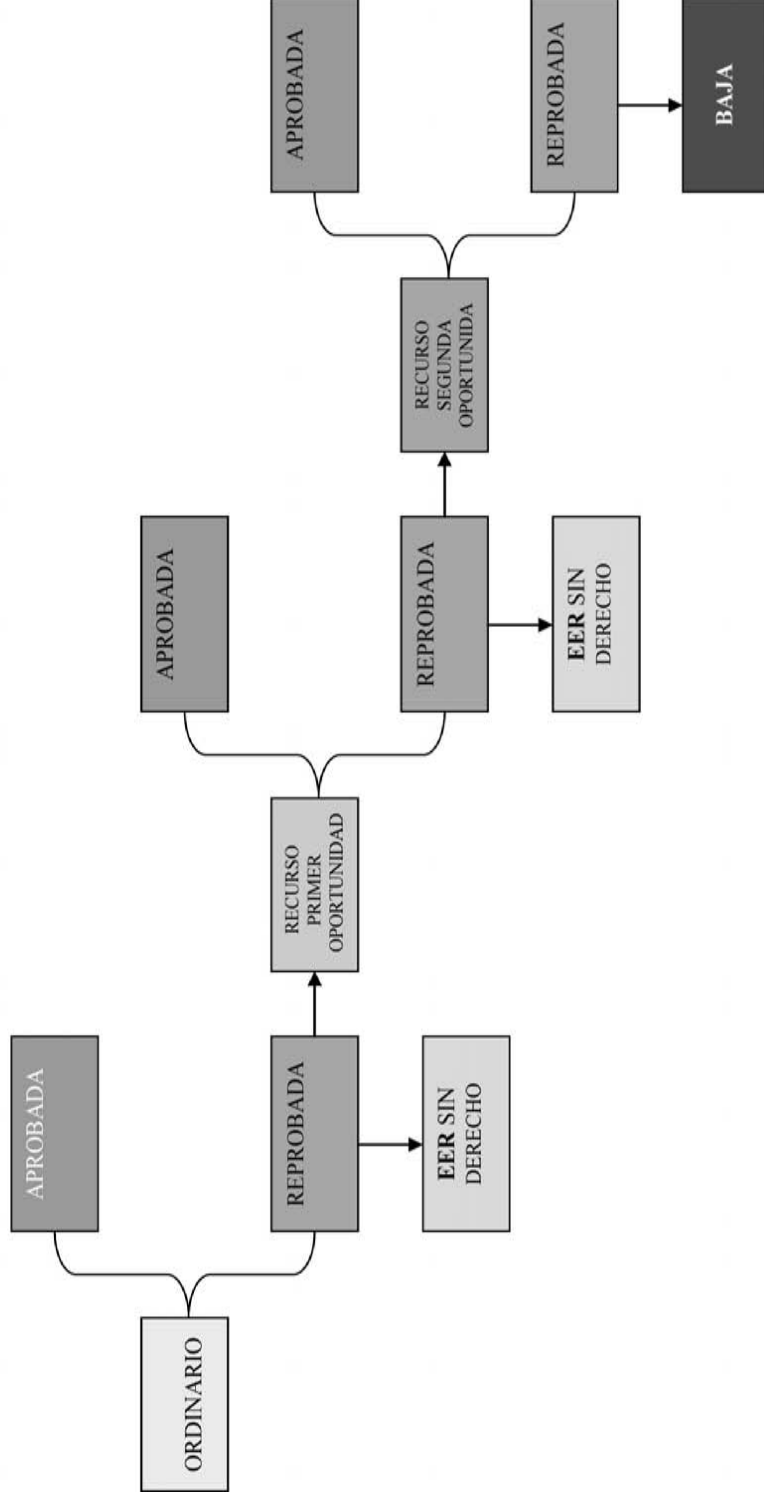 ORDINARIO
APROBADA
REPROBADA
EER SIN
DERECHO
RECURSO
PRIMER
OPORTUNIDAD
APROBADA
REPROBADA
EER SIN
DERECHO
RECURSO
SEGUNDA
OPORTUNIDA
APROBADA
REPROBADA
BAJA